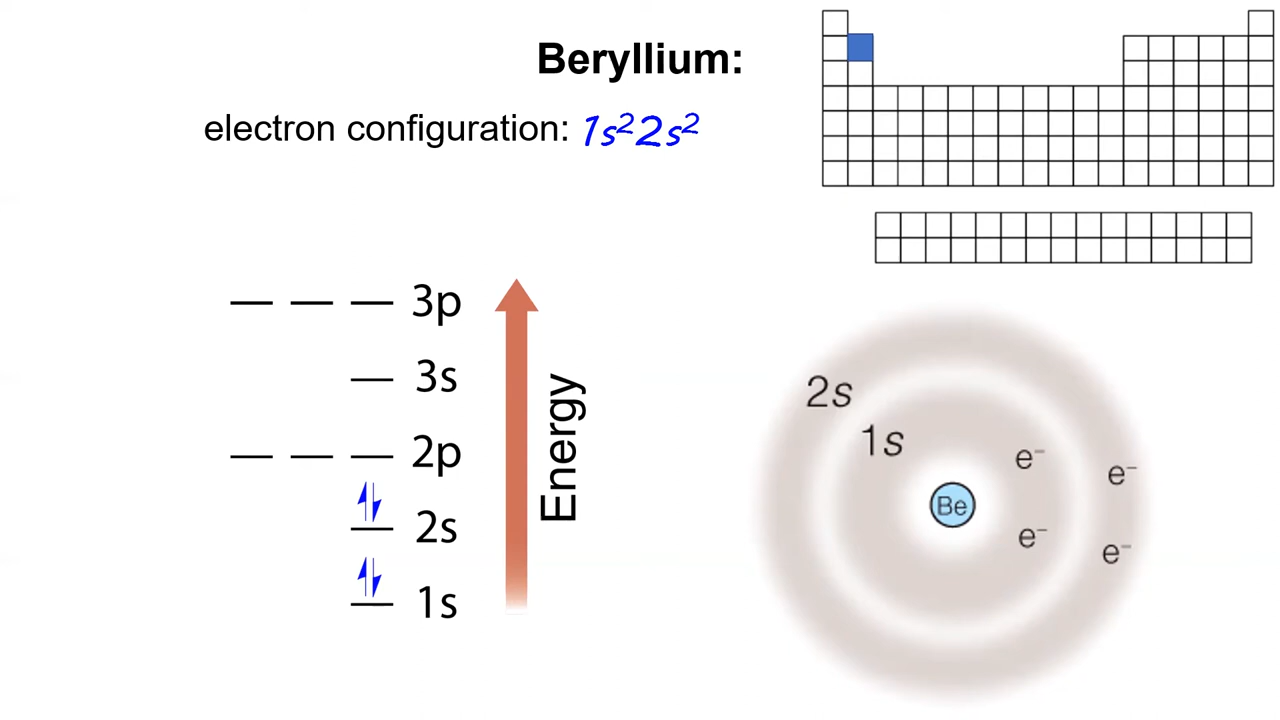 Beryllium:
electron configuration: 1s²2s²
3p
3s
2p
2s
1s
Energy
2s
1s
e⁻
e⁻
Be
e⁻
e⁻